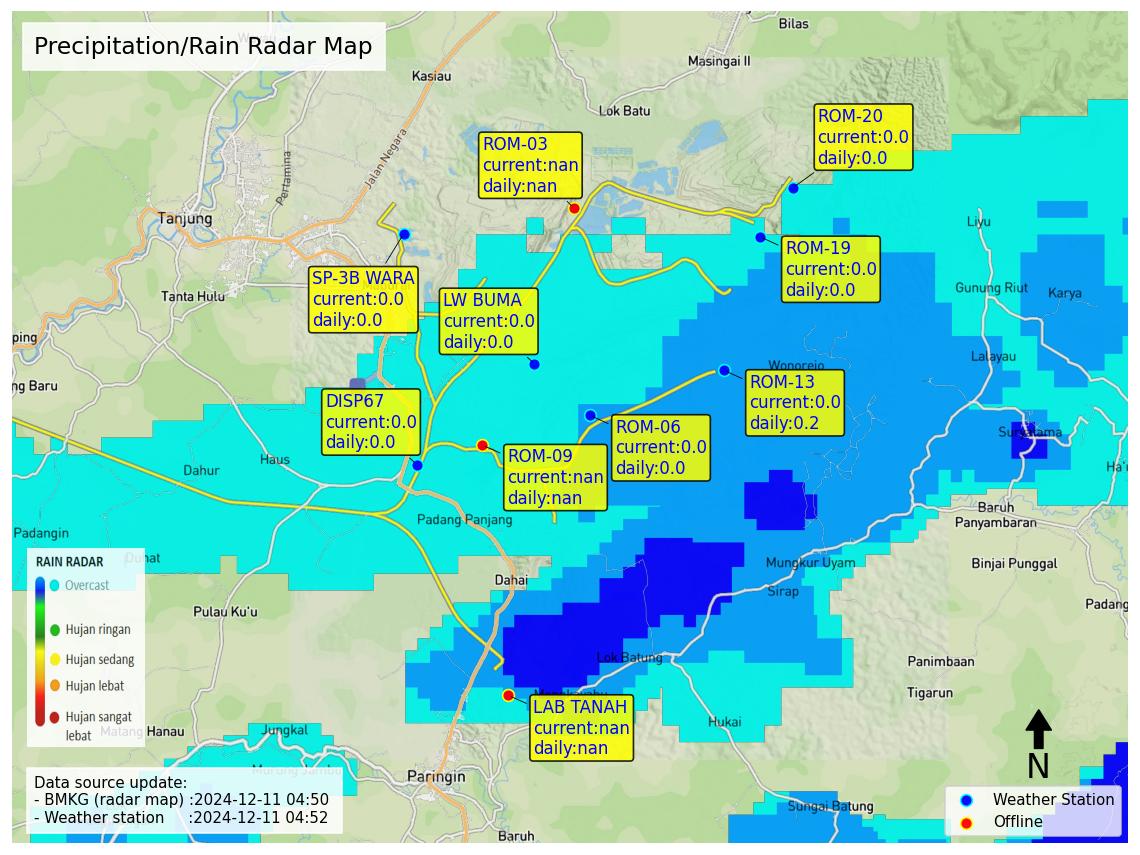 Precipitation/Rain Radar Map
Bilas
Masingai II
Kasiau
Lok Batu
ROM-20
current:0.0
daily:0.0
ROM-03
current:nan
daily:nan
Jalan Negara
Pertamina
Tanjung
Liyu
ROM-19
current:0.0
daily:0.0
SP-3B WARA
current:0.0
daily:0.0
Tanta Hulu
LW BUMA
current:0.0
daily:0.0
Gunung Riut
Karya
ping
Lalayau
Wonorejo
ng Baru
ROM-13
current:0.0
daily:0.2
DISP67
current:0.0
daily:0.0
ROM-06
current:0.0
daily:0.0
Suryatama
ROM-09
current:nan
daily:nan
Haus
Dahur
Ha'u
Padang Panjang
Baruh
Panyambaran
Padangin
RAIN RADAR
Overcast
Hujan ringan
Hujan sedang
Hujan lebat
Hujan sangat
lebat
Mungkur Uyam
Binjai Punggal
Dahai
Sirap
Pulau Ku'u
Padang
Lok Batung
Panimbaan
Tigarun
LAB TANAH
current:nan
daily:nan
Hukai
Matang Hanau
Jungkal
Murung Jambu
N
Paringin
Data source update:
- BMKG (radar map) :2024-12-11 04:50
- Weather station :2024-12-11 04:52
Sungai Batung
Baruh
Weather Station
Offline